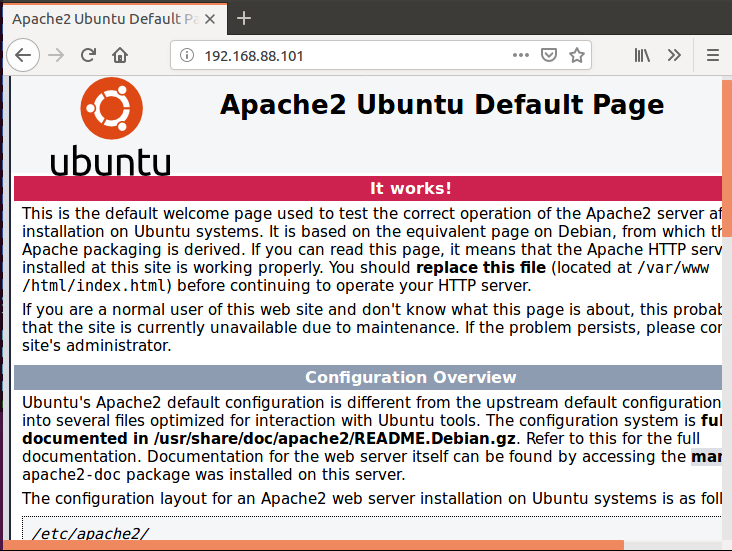 Apache2 Ubuntu Default Pa
192.168.88.101
ubuntu
Apache2 Ubuntu Default Page
It works!
This is the default welcome page used to test the correct operation of the Apache2 server af
installation on Ubuntu systems. It is based on the equivalent page on Debian, from which th
Apache packaging is derived. If you can read this page, it means that the Apache HTTP serv
installed at this site is working properly. You should replace this file (located at /var/www
/html/index.html) before continuing to operate your HTTP server.
If you are a normal user of this web site and don't know what this page is about, this probab
that the site is currently unavailable due to maintenance. If the problem persists, please con
site's administrator.
Configuration Overview
Ubuntu's Apache2 default configuration is different from the upstream default configuration
into several files optimized for interaction with Ubuntu tools. The configuration system is ful
documented in /usr/share/doc/apache2/README.Debian.gz. Refer to this for the full
documentation. Documentation for the web server itself can be found by accessing the man
apache2-doc package was installed on this server.
The configuration layout for an Apache2 web server installation on Ubuntu systems is as foll
/etc/apache2/